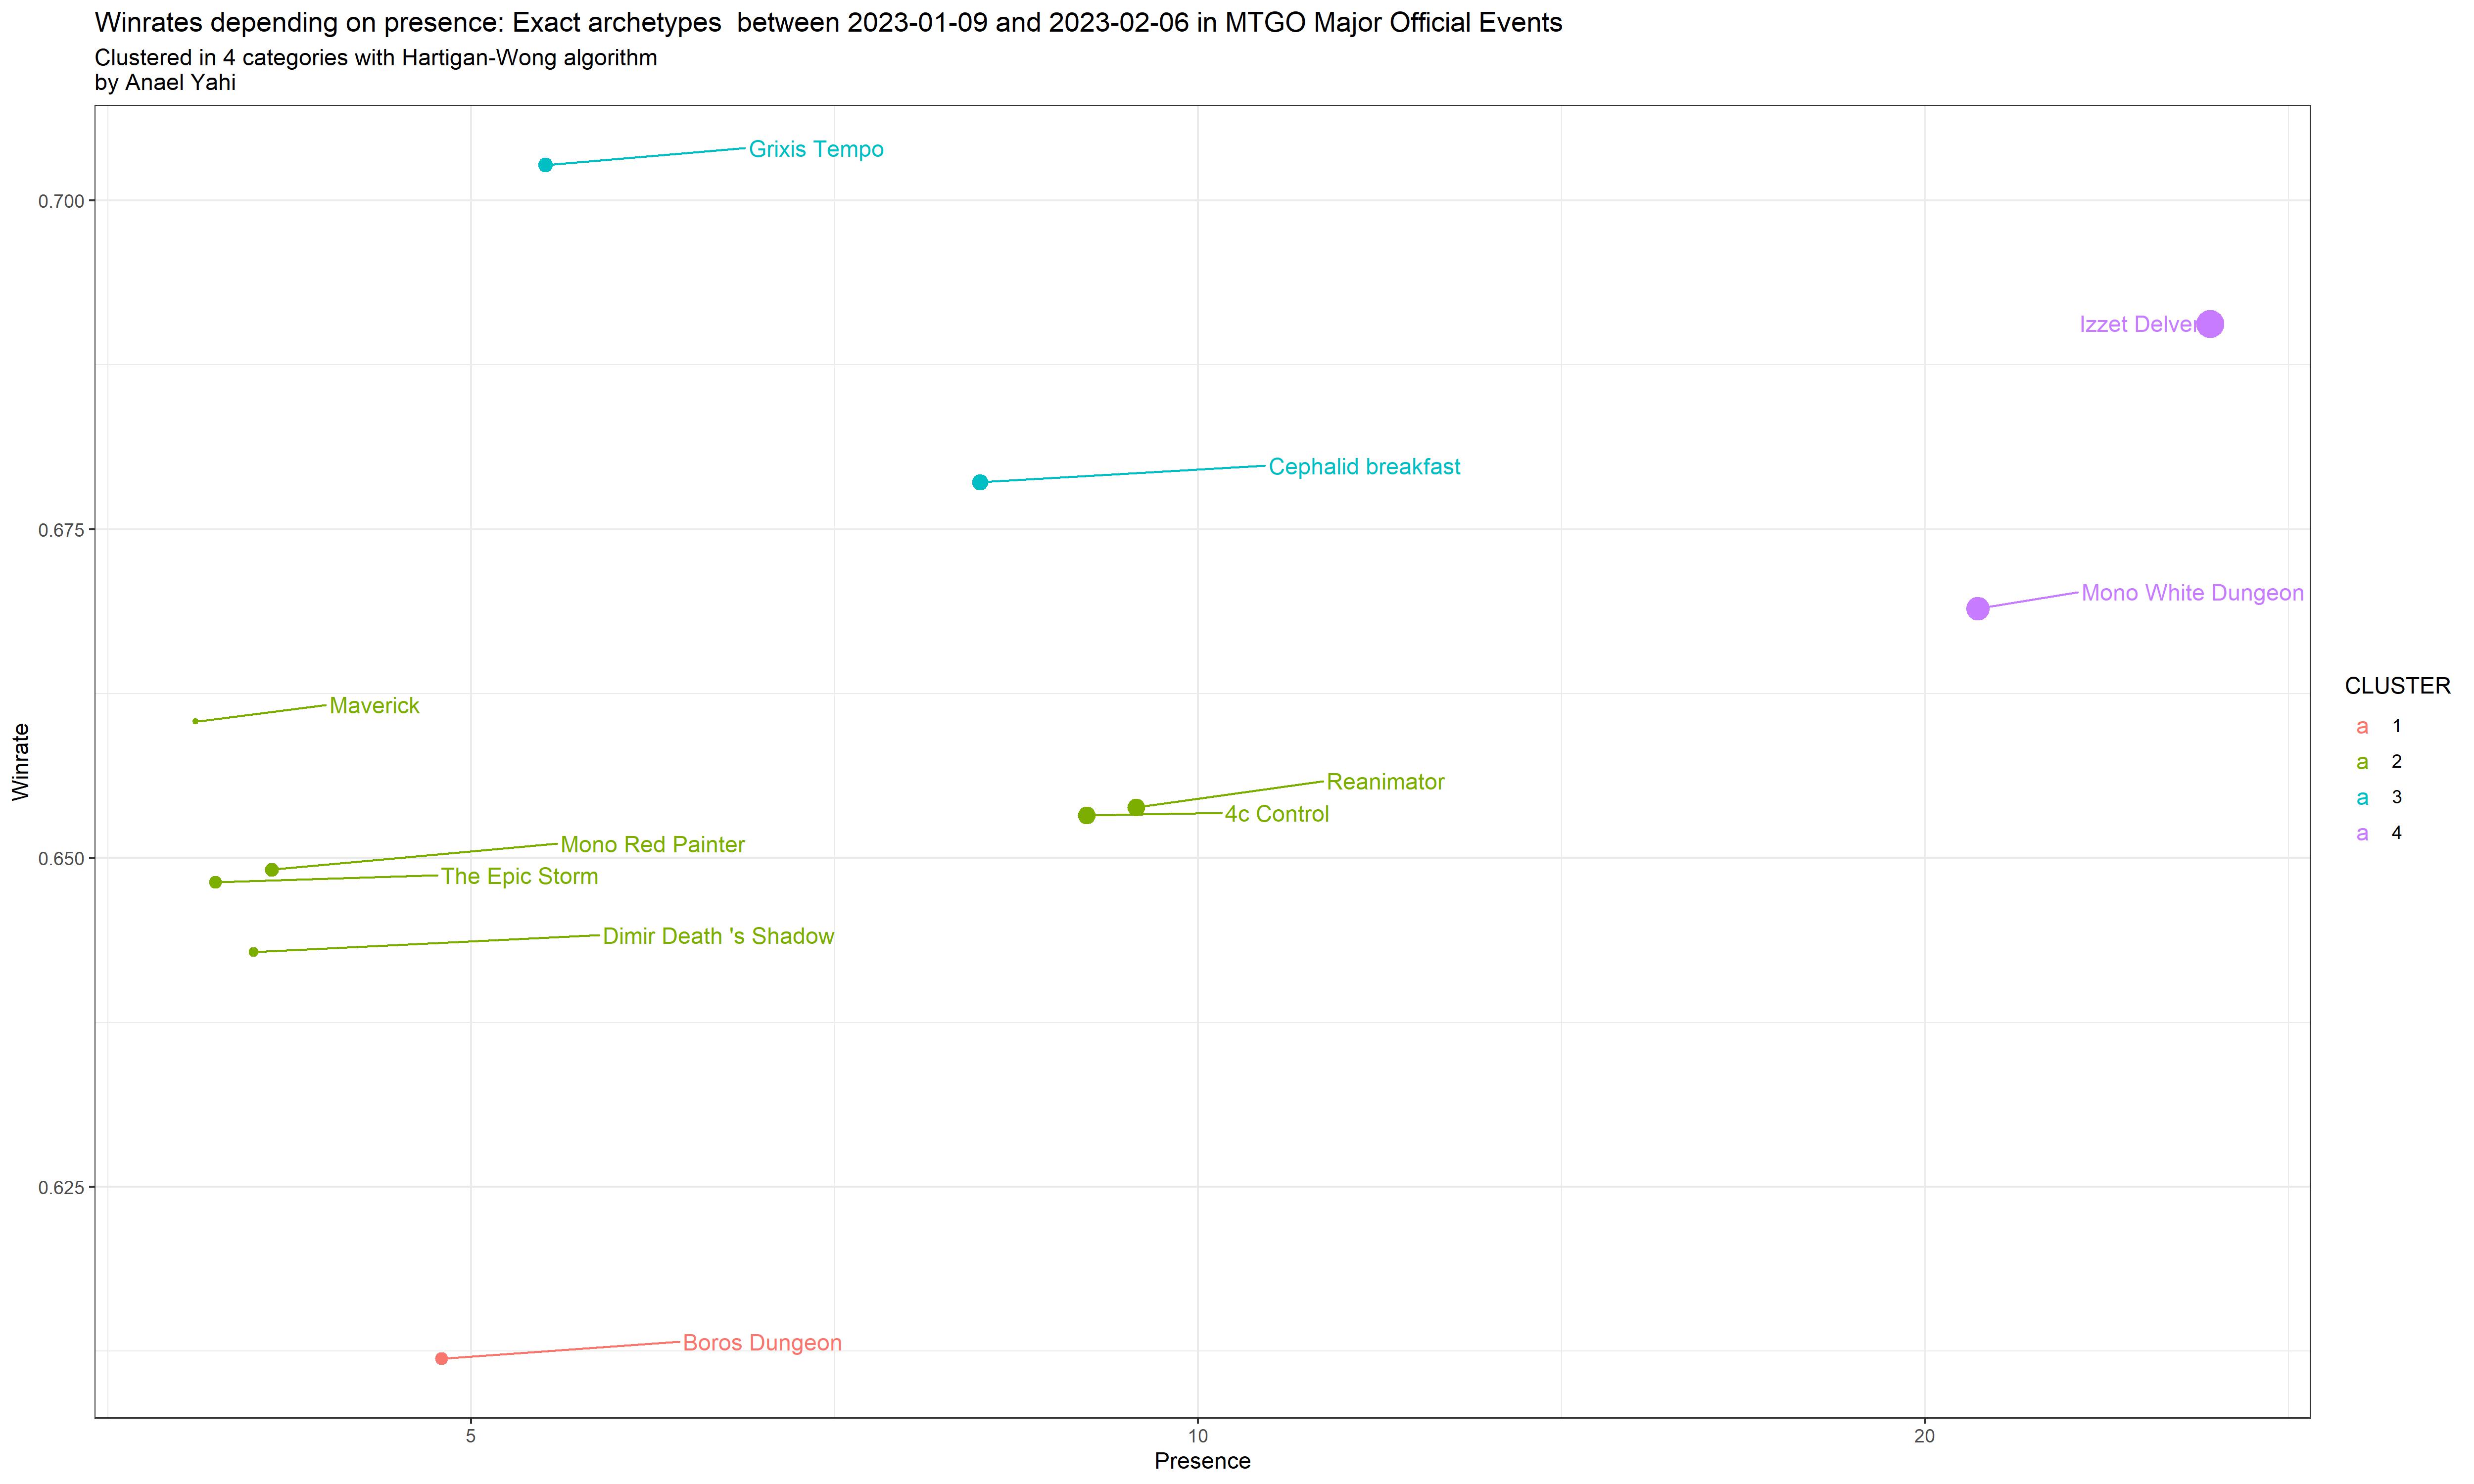 Winrates depending on presence: Exact archetypes  between 2023-01-09 and 2023-02-06 in MTGO Major Official Events
Clustered in 4 categories with Hartigan-Wong algorithm
by Anael Yahi
Grixis Tempo
0.700
Izzet Delver
Cephalid breakfast
0.675
Mono White Dungeon
Maverick
Reanimator
4c Control
0.650
Mono Red Painter
The Epic Storm
Dimir Death 's Shadow
0.625
Boros Dungeon
Winrate
5
10
20
Presence
CLUSTER
a 1
a 2
a 3
a 4